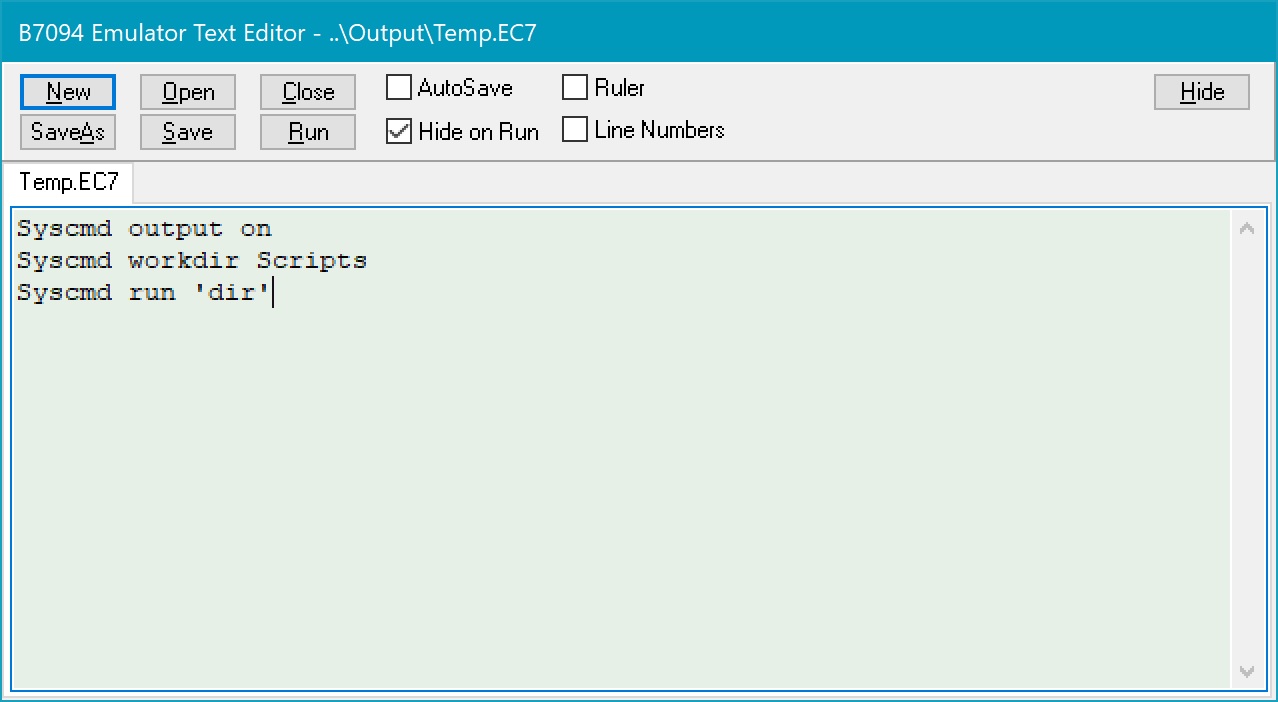 B7094 Emulator Text Editor - ..\Output\Temp.EC7
New Open Close AutoSave Ruler Hide
SaveAs Save Run Hide on Run Line Numbers
Temp.EC7
Syscmd output on
Syscmd workdir Scripts
Syscmd run 'dir'